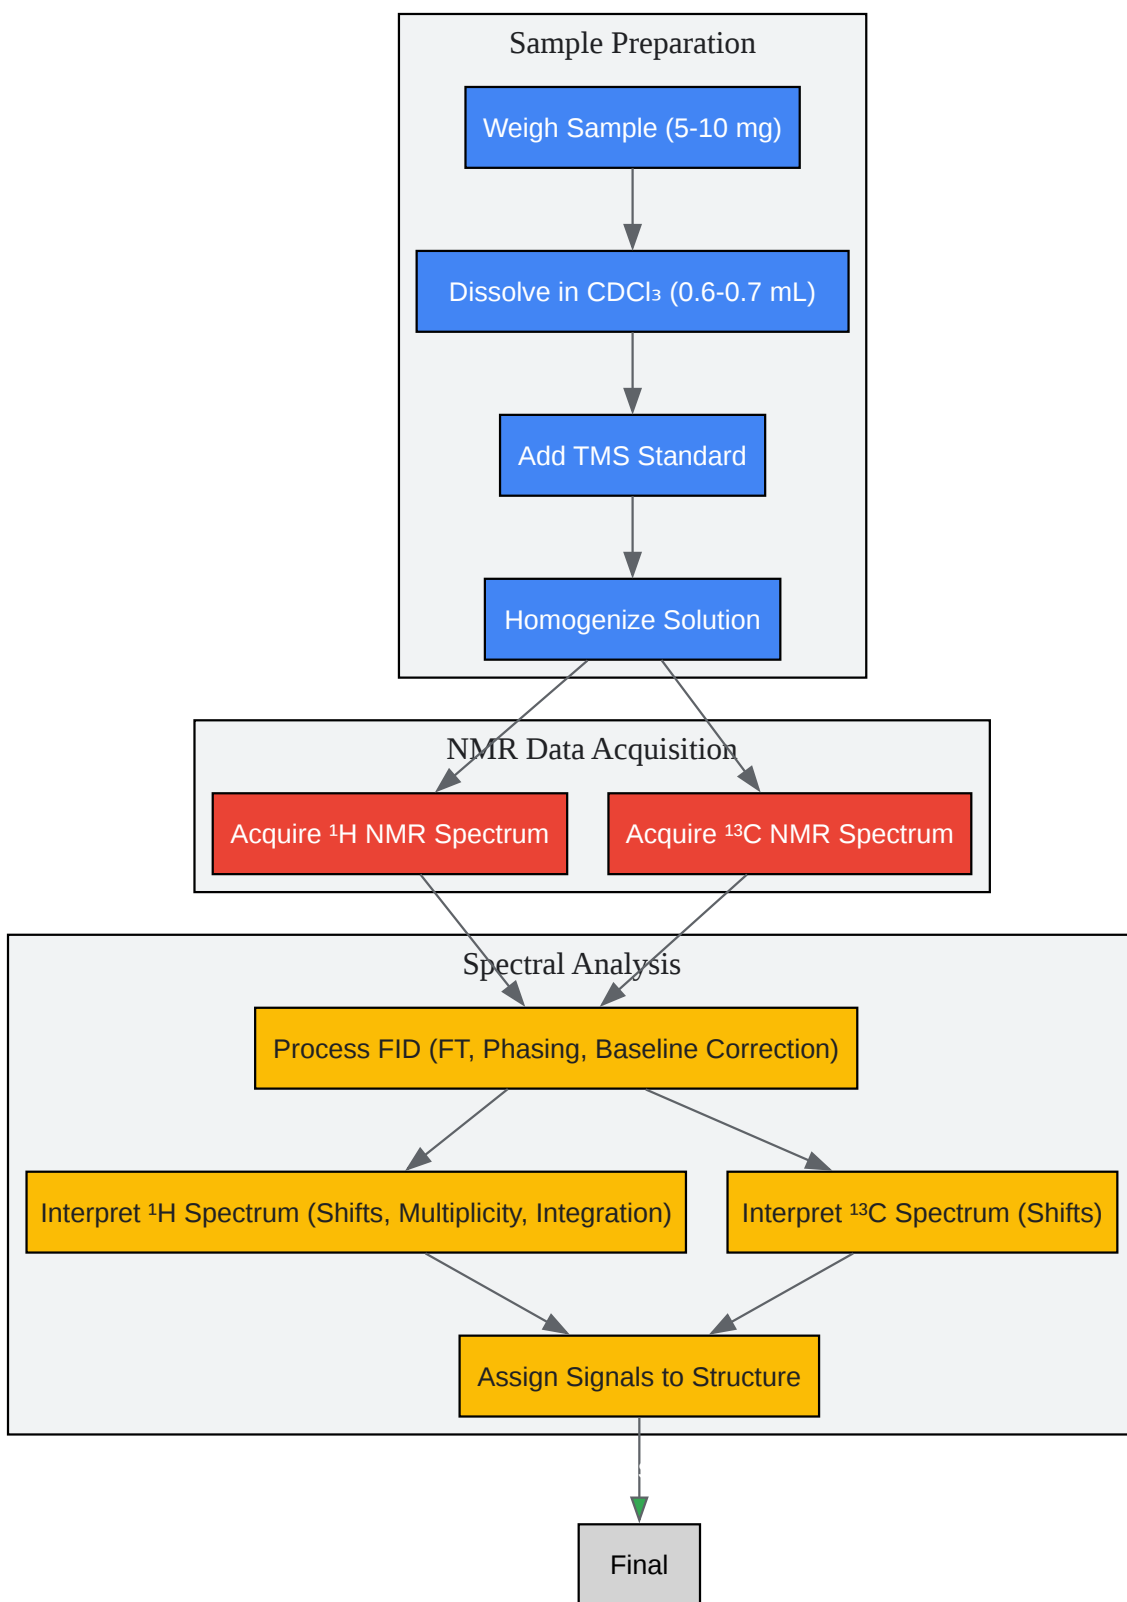 Sample Preparation
Weigh Sample (5-10 mg)
Dissolve in CDCl₃ (0.6-0.7 mL)
Add TMS Standard
Homogenize Solution
NMR Data Acquisition
Acquire ¹H NMR Spectrum
Acquire ¹³C NMR Spectrum
Spectral Analysis
Process FID (FT, Phasing, Baseline Correction)
Interpret ¹H Spectrum (Shifts, Multiplicity, Integration)
Interpret ¹³C Spectrum (Shifts)
Assign Signals to Structure
Final